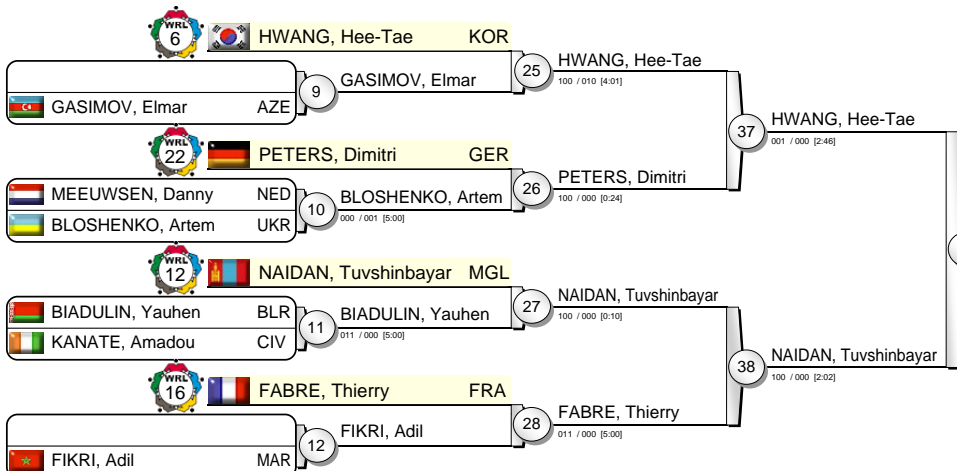 WRL
6
HWANG, Hee-Tae KOR
GASIMOV, Elmar AZE
9
GASIMOV, Elmar
25
HWANG, Hee-Tae
100 / 010 [4:01]
WRL
22
PETERS, Dimitri GER
MEEUWSEN, Danny NED
BLOSHENKO, Artem UKR
10
BLOSHENKO, Artem
000 / 001 [5:00]
26
PETERS, Dimitri
100 / 000 [0:24]
37
HWANG, Hee-Tae
001 / 000 [2:46]
WRL
12
NAIDAN, Tuvshinbayar MGL
BIADULIN, Yauhen BLR
KANATE, Amadou CIV
11
BIADULIN, Yauhen
011 / 000 [5:00]
27
NAIDAN, Tuvshinbayar
100 / 000 [0:10]
WRL
16
FABRE, Thierry FRA
FIKRI, Adil MAR
12
FIKRI, Adil
28
FABRE, Thierry
011 / 000 [5:00]
38
NAIDAN, Tuvshinbayar
100 / 000 [2:02]